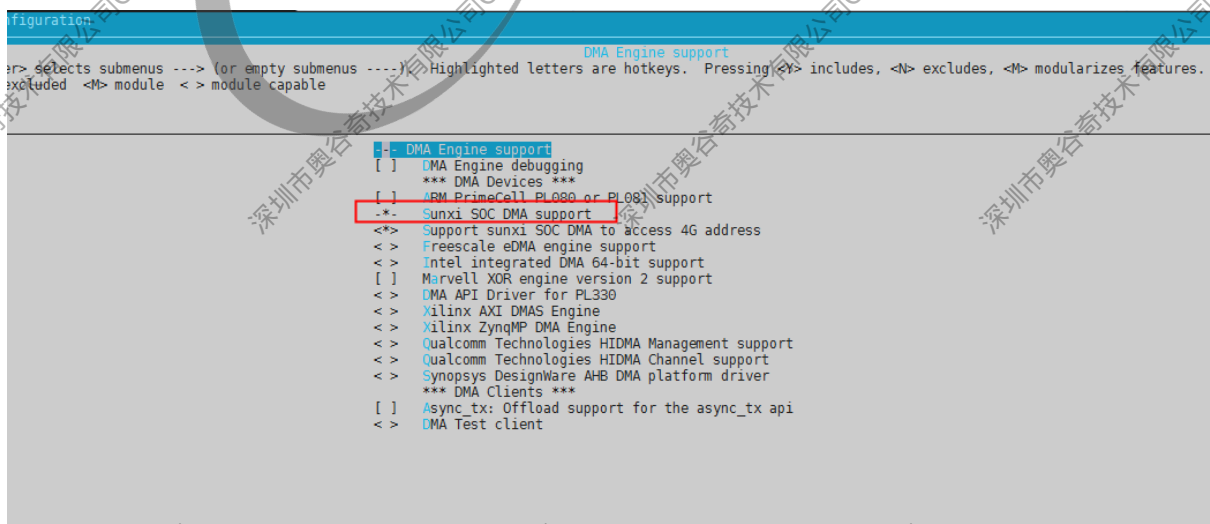 nfiguration
DMA Engine support
er> selects submenus ---> (or empty submenus ----). Highlighted letters are hotkeys. Pressing <Y> includes, <N> excludes, <M> modularizes features.
excluded <M> module < > module capable
--- DMA Engine support
[ ] DMA Engine debugging
*** DMA Devices ***
[ ] ARM PrimeCell PL080 or PL081 support
-*- Sunxi SOC DMA support
<*> Support sunxi SOC DMA to access 4G address
< > Freescale eDMA engine support
< > Intel integrated DMA 64-bit support
[ ] Marvell XOR engine version 2 support
< > DMA API Driver for PL330
< > Xilinx AXI DMAS Engine
< > Xilinx ZynqMP DMA Engine
< > Qualcomm Technologies HIDMA Management support
< > Qualcomm Technologies HIDMA Channel support
< > Synopsys DesignWare AHB DMA platform driver
*** DMA Clients ***
[ ] Async_tx: Offload support for the async_tx api
< > DMA Test client
深圳市奥谷奇技术有限公司
深圳市奥谷奇技术有限公司
深圳市奥谷奇技术有限公司